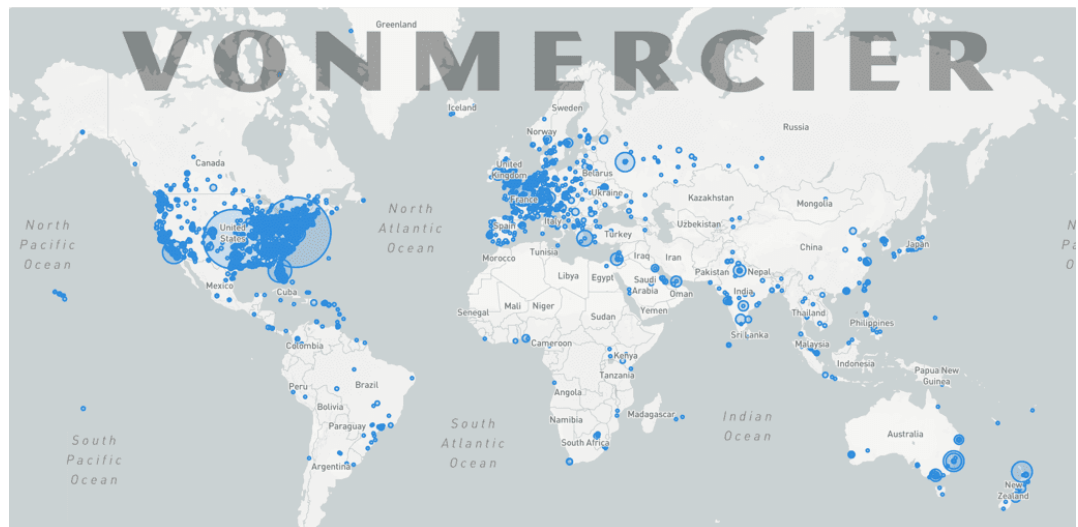 VONMERCIER
Greenland
Iceland
Sweden
Norway
Russia
Canada
United
Kingdom
Belarus
Ukraine
France
Kazakhstan
Mongolia
North
Pacific
Ocean
North
Atlantic
Ocean
United
States
Italy
Spain
Uzbekistan
Turkey
China
Japan
Morocco
Tunisia
Iraq
Iran
Pakistan
Nepal
Mexico
Cuba
Libya
Egypt
Saudi
Arabia
Oman
India
Mali
Niger
Sudan
Yemen
Thailand
Philippines
Senegal
Cameroon
Sri Lanka
Malaysia
Colombia
Kenya
Indonesia
Papua New
Guinea
Tanzania
Peru
Brazil
Angola
Bolivia
Namibia
Madagascar
Indian
Ocean
Paraguay
South
Atlantic
Ocean
South
Pacific
Ocean
South Africa
Australia
Argentina
New
Zealand